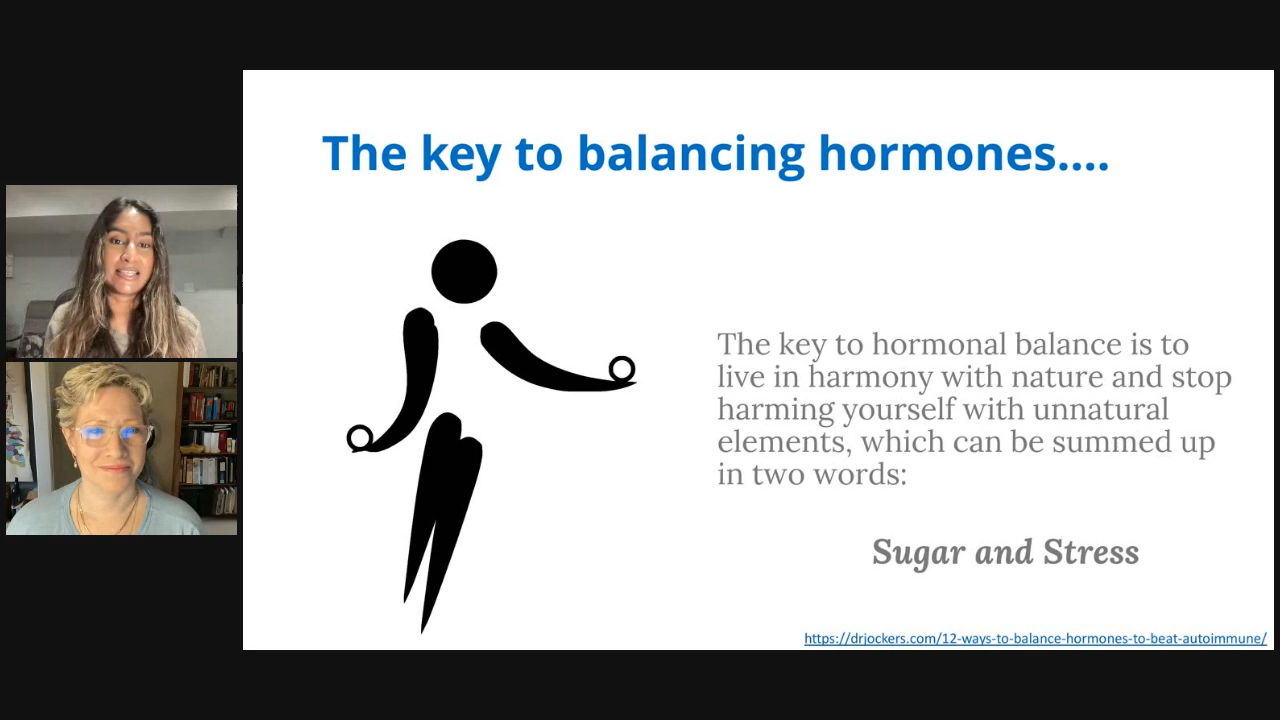 The key to balancing hormones....
The key to hormonal balance is to
live in harmony with nature and stop
harming yourself with unnatural
elements, which can be summed up
in two words:
Sugar and Stress
https://drjockers.com/12-ways-to-balance-hormones-to-beat-autoimmune/